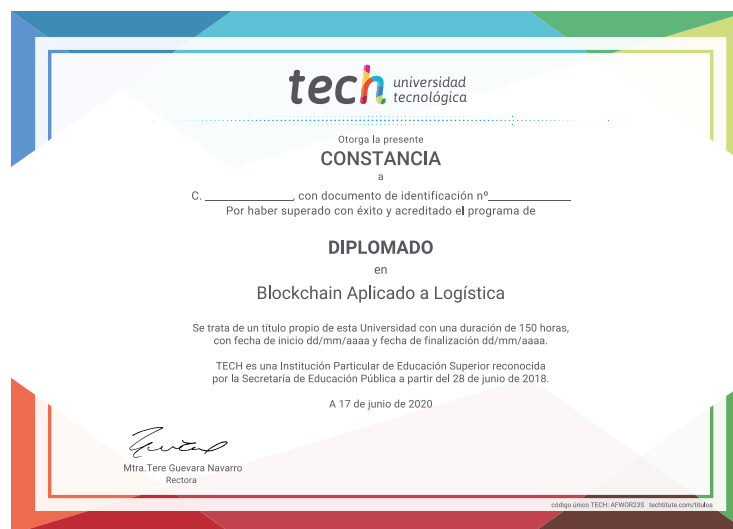 tech universidad
tecnológica
Otorga la presente
CONSTANCIA
a
C. ____________, con documento de identificación nº____________
Por haber superado con éxito y acreditado el programa de
DIPLOMADO
en
Blockchain Aplicado a Logística
Se trata de un título propio de esta Universidad con una duración de 150 horas,
con fecha de inicio dd/mm/aaaa y fecha de finalización dd/mm/aaaa.
TECH es una Institución Particular de Educación Superior reconocida
por la Secretaría de Educación Pública a partir del 28 de junio de 2018.
A 17 de junio de 2020
Mtra.Tere Guevara Navarro
Rectora
código único TECH: AFWOR23S techtitute.com/titulos